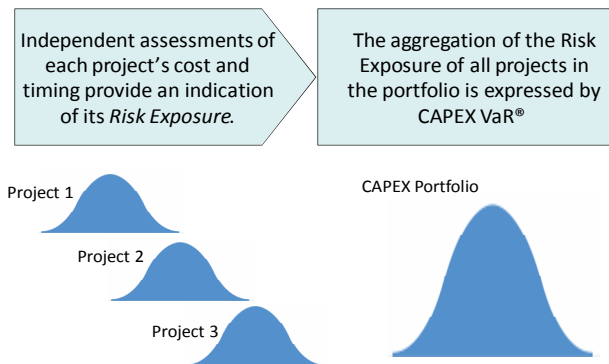 Independent assessments of
each project's cost and
timing provide an indication
of its Risk Exposure.
The aggregation of the Risk
Exposure of all projects in
the portfolio is expressed by
CAPEX VaR®
Project 1
Project 2
Project 3
CAPEX Portfolio